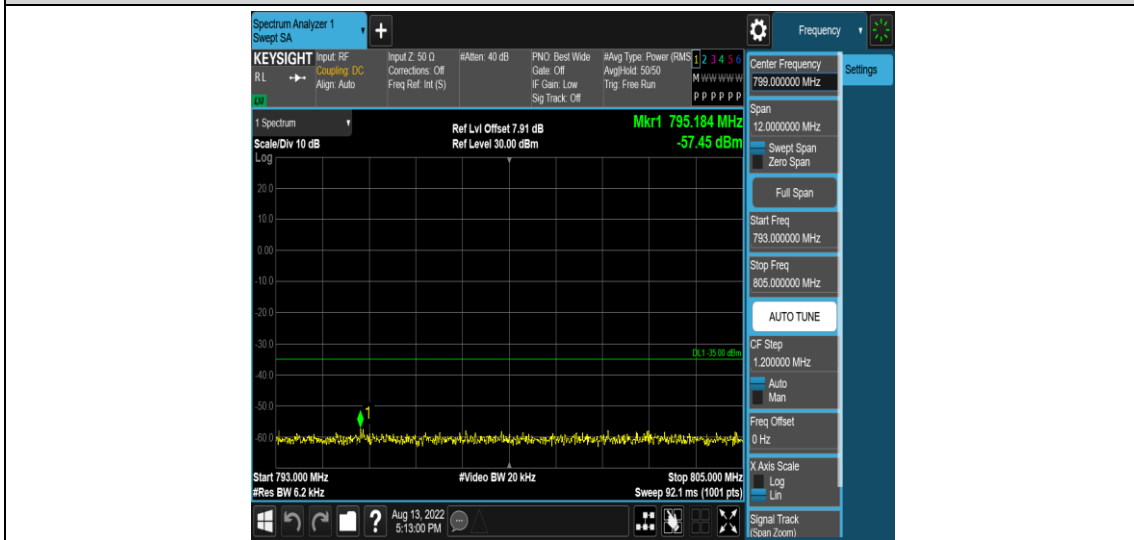 Spectrum Analyzer 1
Swept SA
+
Frequency
KEYSIGHT
RL
LXI
Input: RF
Coupling: DC
Align: Auto
Input Z: 50 Ω
Corrections: Off
Freq Ref: Int (S)
#Atten: 40 dB
PNO: Best Wide
Gate: Off
IF Gain: Low
Sig Track: Off
#Avg Type: Power (RMS
Avg|Hold: 50/50
Trig: Free Run
1 2 3 4 5 6
M W W W W W
P P P P P P
1 Spectrum
Scale/Div 10 dB
Log
Ref Lvl Offset 7.91 dB
Ref Level 30.00 dBm
Mkr1 795.184 MHz
-57.45 dBm
20.0
10.0
0.00
-10.0
-20.0
-30.0
DL1 -35.00 dBm
-40.0
-50.0
1
-60.0
Start 793.000 MHz
#Res BW 6.2 kHz
#Video BW 20 kHz
Stop 805.000 MHz
Sweep 92.1 ms (1001 pts)
Center Frequency
799.000000 MHz
Settings
Span
12.0000000 MHz
Swept Span
Zero Span
Full Span
Start Freq
793.000000 MHz
Stop Freq
805.000000 MHz
AUTO TUNE
CF Step
1.200000 MHz
Auto
Man
Freq Offset
0 Hz
X Axis Scale
Log
Lin
Signal Track
(Span Zoom)
?
Aug 13, 2022
5:13:00 PM